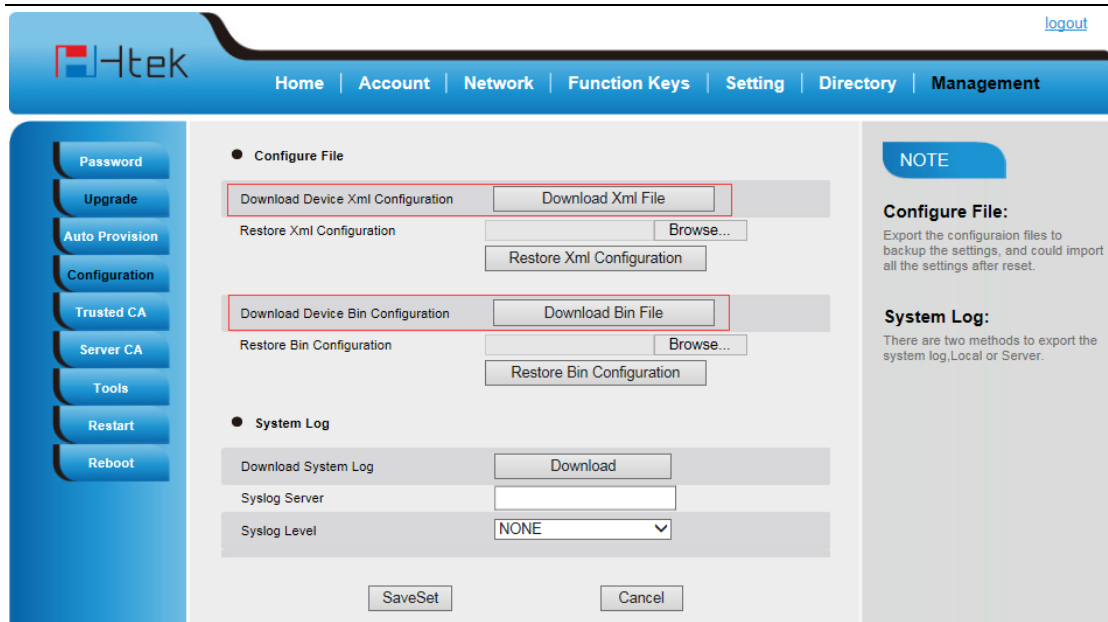 logout
Htek
Home | Account | Network | Function Keys | Setting | Directory | Management
Password
Upgrade
Auto Provision
Configuration
Trusted CA
Server CA
Tools
Restart
Reboot
Configure File
Download Device Xml Configuration Download Xml File
Restore Xml Configuration Browse...
Restore Xml Configuration
Download Device Bin Configuration Download Bin File
Restore Bin Configuration Browse...
Restore Bin Configuration
System Log
Download System Log Download
Syslog Server
Syslog Level NONE
SaveSet Cancel
NOTE
Configure File:
Export the configuraion files to
backup the settings, and could import
all the settings after reset.
System Log:
There are two methods to export the
system log,Local or Server.